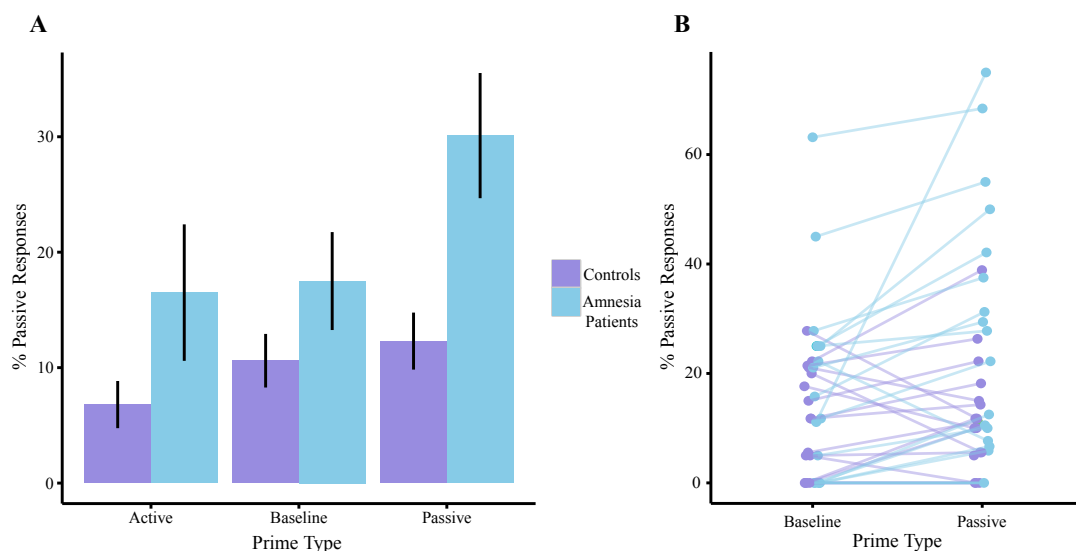 A
% Passive Responses
30
20
10
0
Active
Baseline
Passive
Prime Type
Controls
Amnesia
Patients
B
% Passive Responses
60
40
20
0
Baseline
Passive
Prime Type